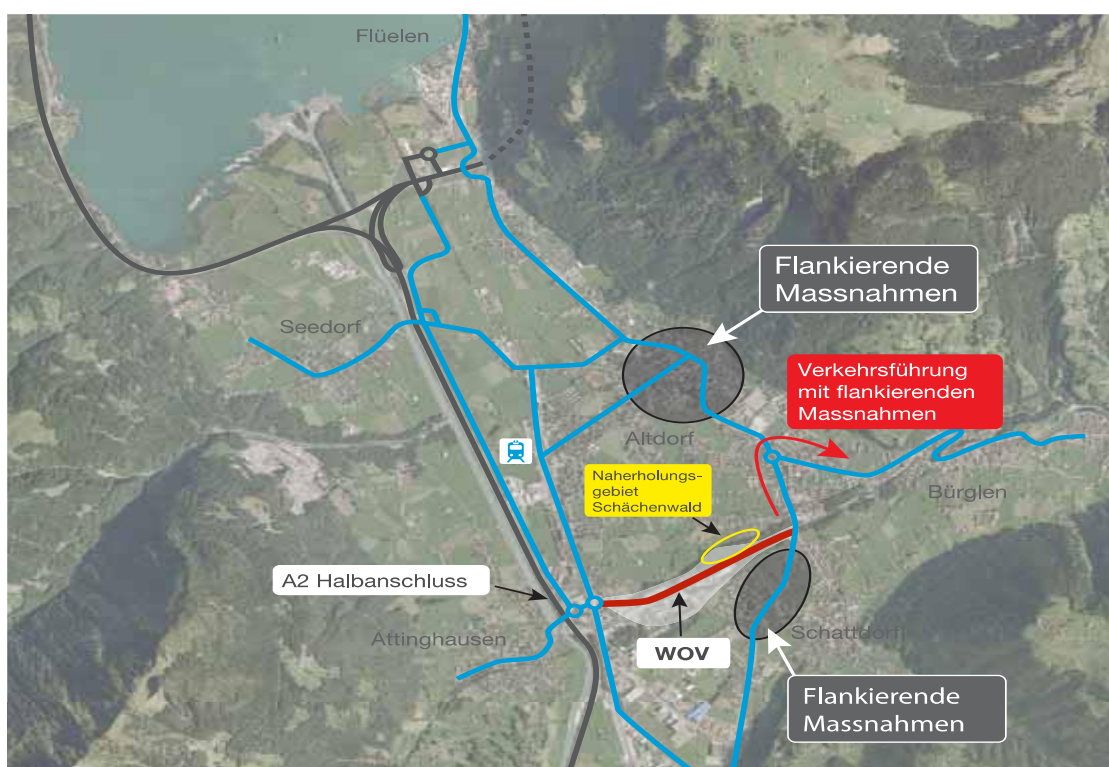 Flüelen
Flankierende
Massnahmen
Seedorf
Verkehrsführung
mit flankierenden
Massnahmen
Altdorf
Naherholungs-
gebiet
Schächenwald
Bürglen
A2 Halbanschluss
Attinghausen
WOV
Schattdorf
Flankierende
Massnahmen